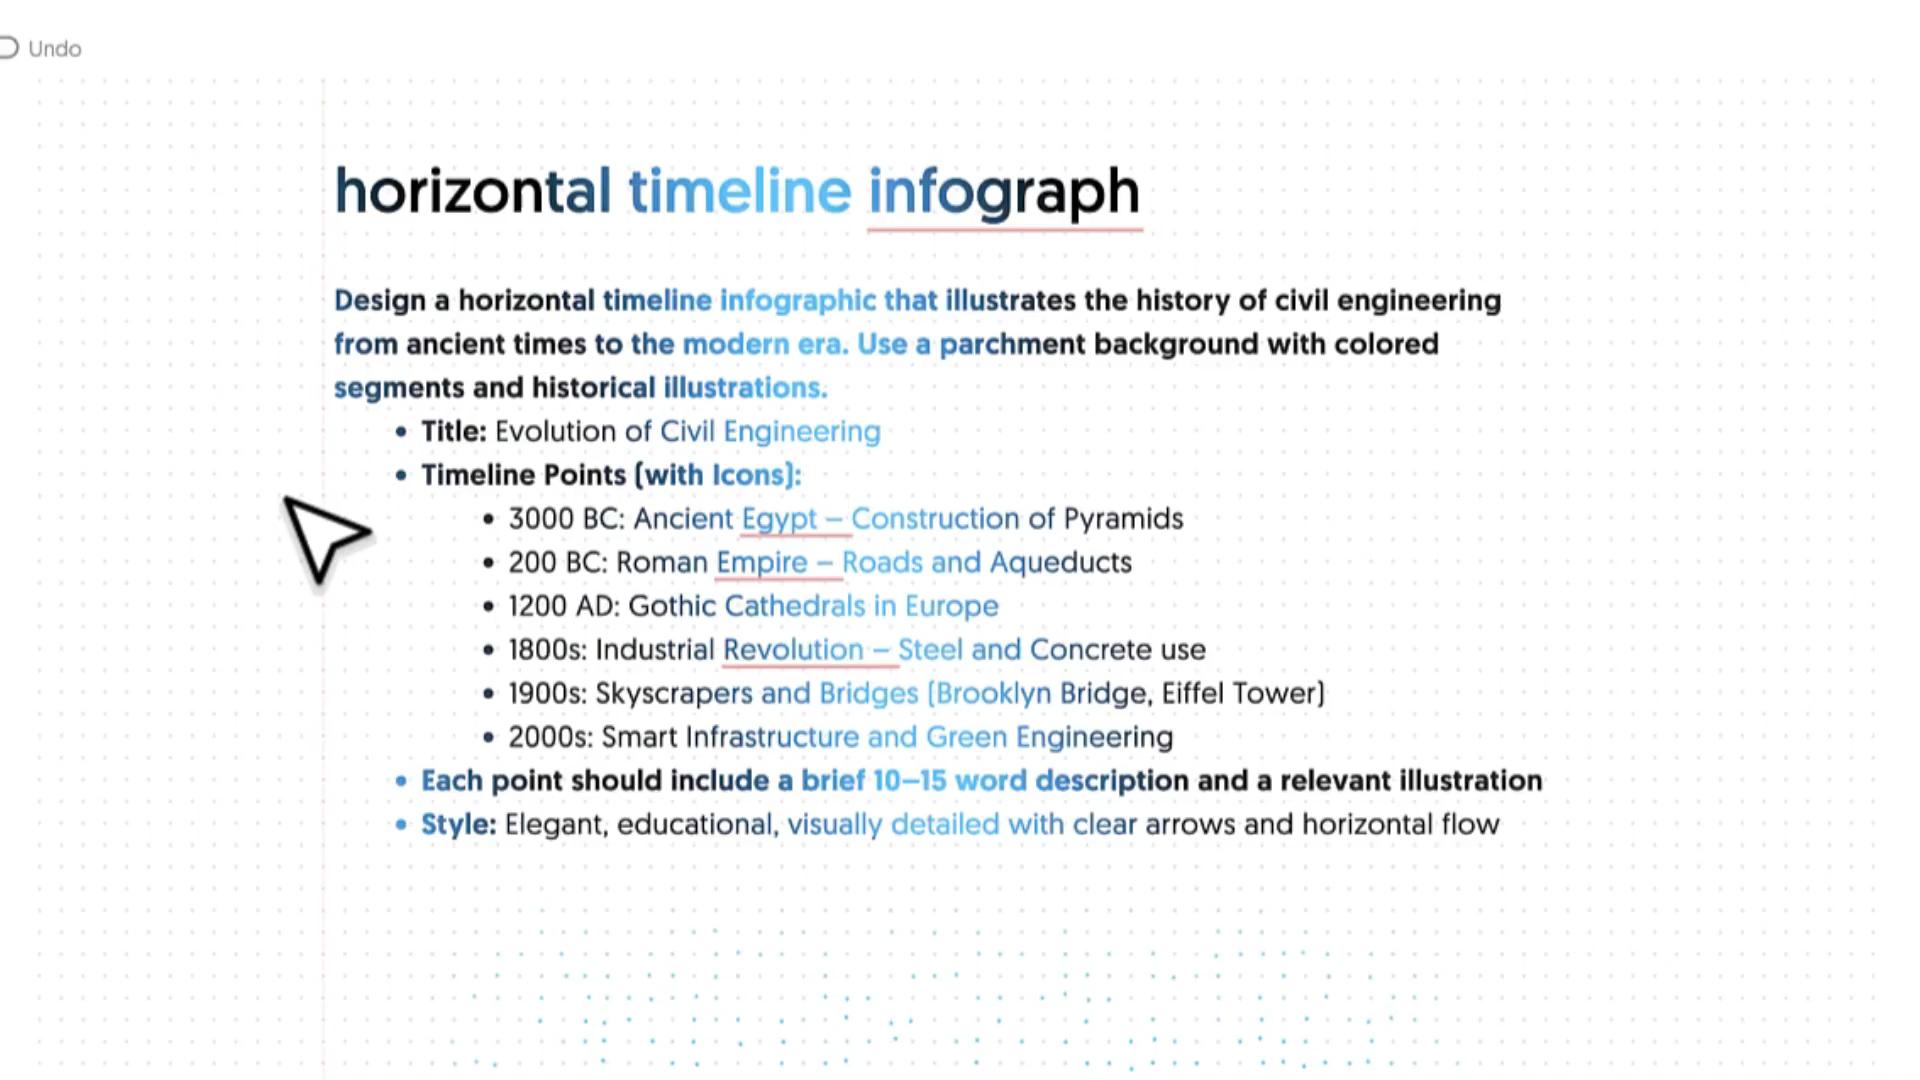 Undo
horizontal timeline infograph
Design a horizontal timeline infographic that illustrates the history of civil engineering
from ancient times to the modern era. Use a parchment background with colored
segments and historical illustrations.
• Title: Evolution of Civil Engineering
• Timeline Points (with Icons):
• 3000 BC: Ancient Egypt – Construction of Pyramids
• 200 BC: Roman Empire – Roads and Aqueducts
• 1200 AD: Gothic Cathedrals in Europe
• 1800s: Industrial Revolution – Steel and Concrete use
• 1900s: Skyscrapers and Bridges (Brooklyn Bridge, Eiffel Tower)
• 2000s: Smart Infrastructure and Green Engineering
• Each point should include a brief 10–15 word description and a relevant illustration
• Style: Elegant, educational, visually detailed with clear arrows and horizontal flow